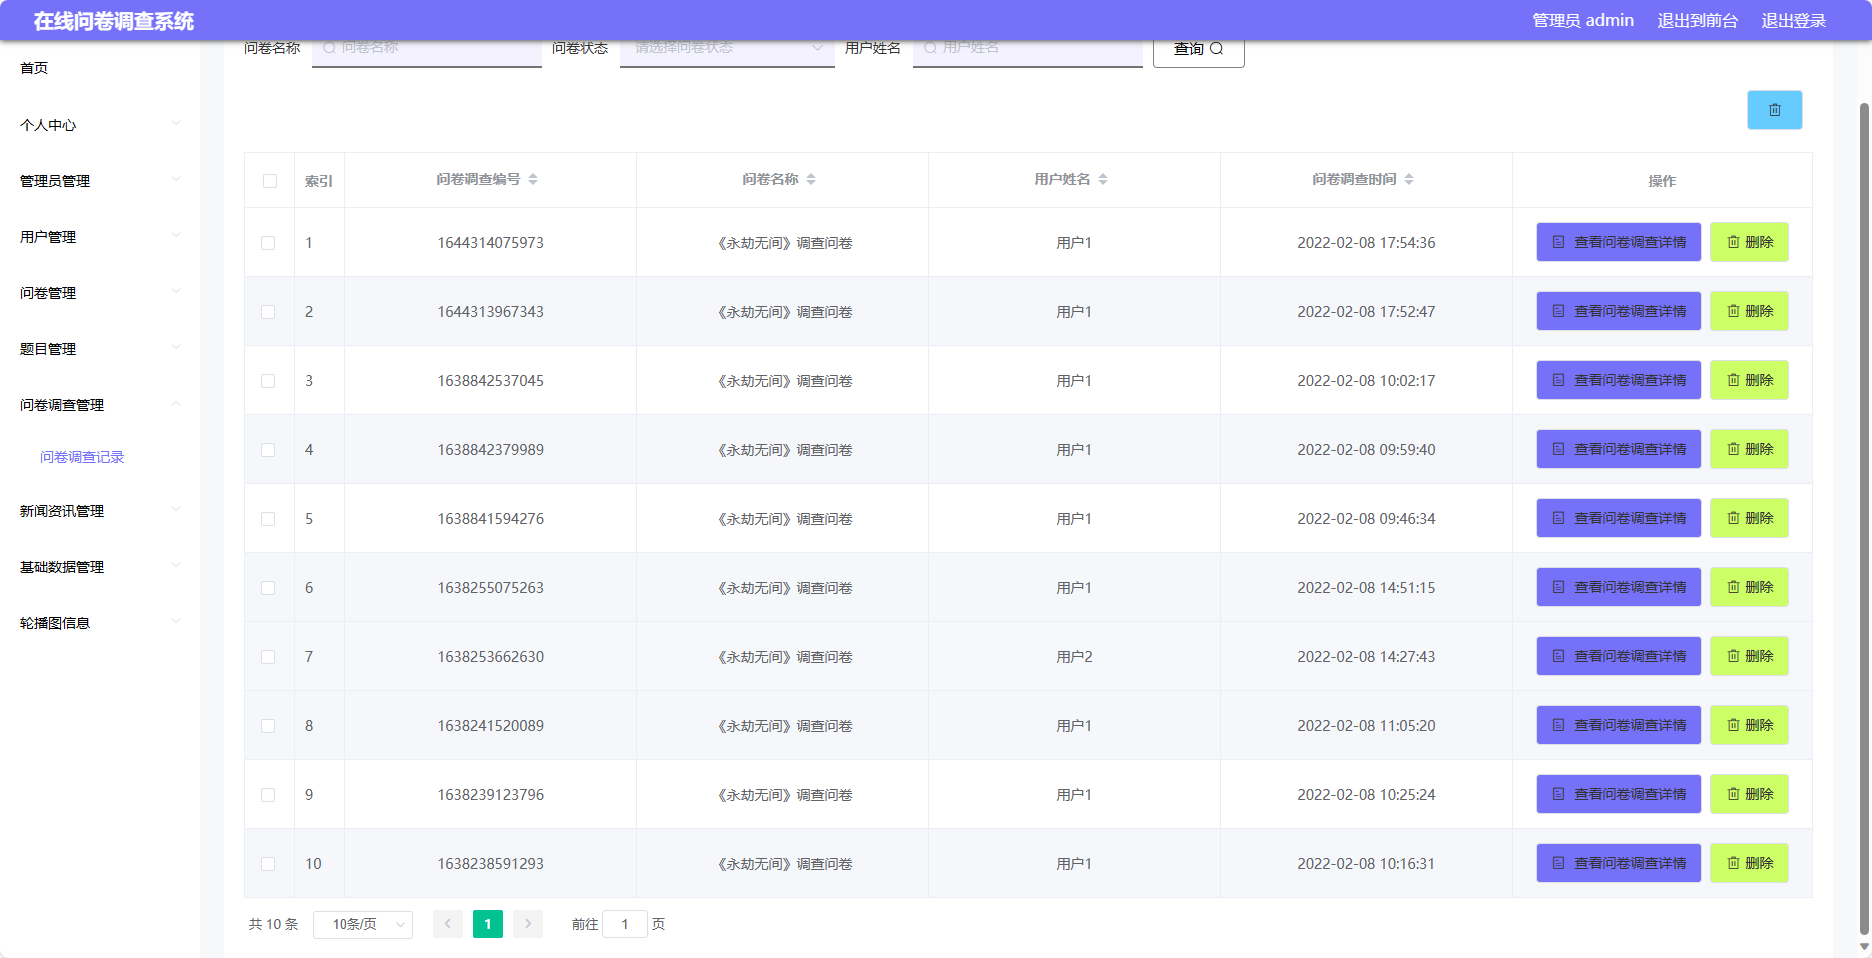 在线问卷调查系统
管理员 admin 退出到前台 退出登录
问卷名称 问卷名称 问卷状态 请选择问卷状态 用户姓名 用户姓名 查询
首页
个人中心
管理员管理
用户管理
问卷管理
题目管理
问卷调查管理
问卷调查记录
新闻资讯管理
基础数据管理
轮播图信息
索引 问卷调查编号 问卷名称 用户姓名 问卷调查时间 操作
1 1644314075973 《永劫无间》调查问卷 用户1 2022-02-08 17:54:36 查看问卷调查详情 删除
2 1644313967343 《永劫无间》调查问卷 用户1 2022-02-08 17:52:47 查看问卷调查详情 删除
3 1638842537045 《永劫无间》调查问卷 用户1 2022-02-08 10:02:17 查看问卷调查详情 删除
4 1638842379989 《永劫无间》调查问卷 用户1 2022-02-08 09:59:40 查看问卷调查详情 删除
5 1638841594276 《永劫无间》调查问卷 用户1 2022-02-08 09:46:34 查看问卷调查详情 删除
6 1638255075263 《永劫无间》调查问卷 用户1 2022-02-08 14:51:15 查看问卷调查详情 删除
7 1638253662630 《永劫无间》调查问卷 用户2 2022-02-08 14:27:43 查看问卷调查详情 删除
8 1638241520089 《永劫无间》调查问卷 用户1 2022-02-08 11:05:20 查看问卷调查详情 删除
9 1638239123796 《永劫无间》调查问卷 用户1 2022-02-08 10:25:24 查看问卷调查详情 删除
10 1638238591293 《永劫无间》调查问卷 用户1 2022-02-08 10:16:31 查看问卷调查详情 删除
共 10 条 10条/页 1 前往 1 页